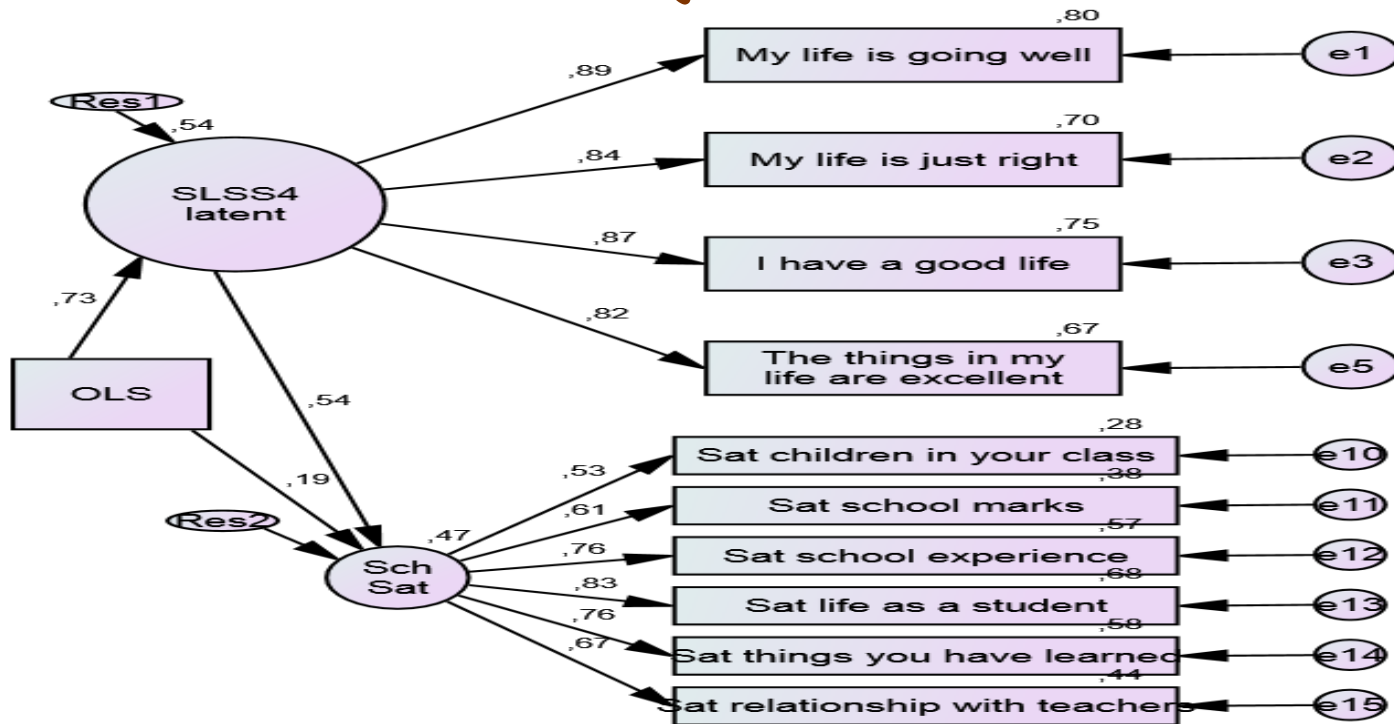 ,80
My life is going well
e1
,89
Res1
,54
,70
My life is just right
e2
,84
SLSS4
latent
,75
I have a good life
e3
,87
,73
,82
,67
The things in my
life are excellent
e5
OLS
,54
,28
Sat children in your class
e10
,53
,38
Sat school marks
e11
,19
,61
Res2
,57
Sat school experience
e12
,47
,76
Sch
Sat
,68
Sat life as a student
e13
,83
,58
Sat things you have learned
e14
,76
,44
Sat relationship with teachers
e15
,67